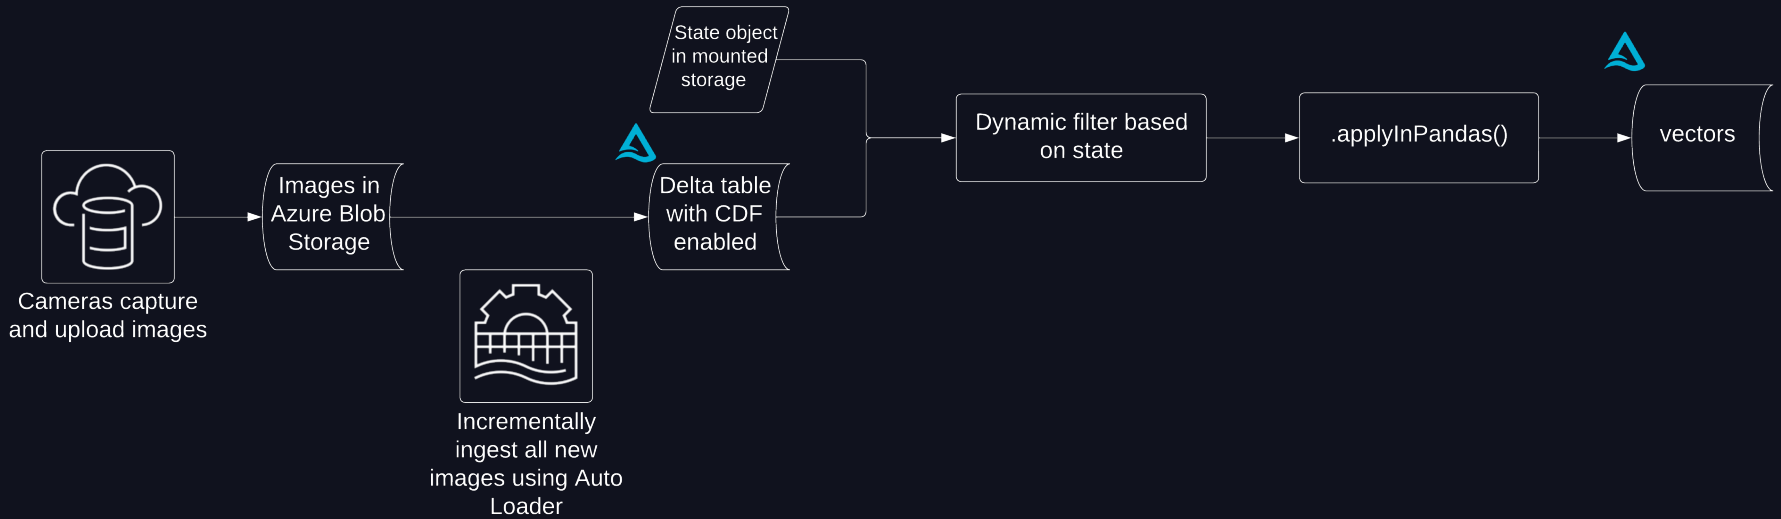 Cameras capture
and upload images
Images in
Azure Blob
Storage
Incrementally
ingest all new
images using Auto
Loader
State object
in mounted
storage
Delta table
with CDF
enabled
Dynamic filter based
on state
.applyInPandas()
vectors